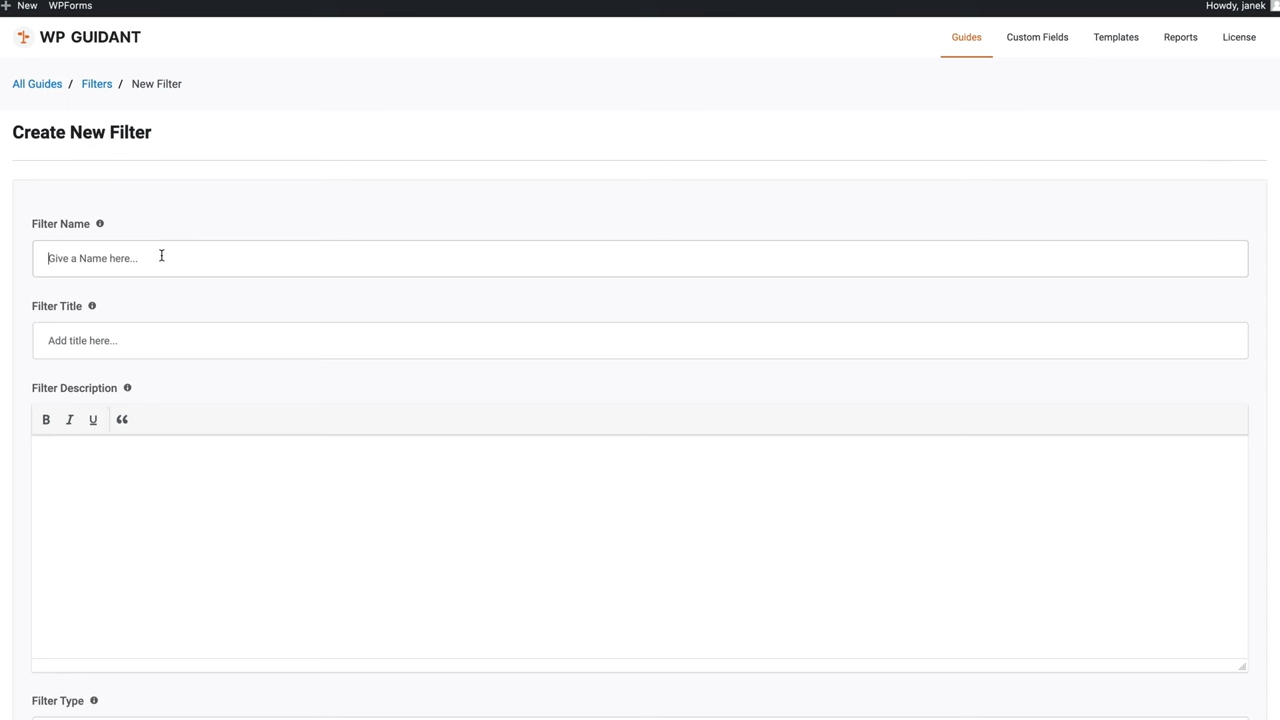 New WPForms Howdy, janek
WP GUIDANT Guides Custom Fields Templates Reports License
All Guides / Filters / New Filter
Create New Filter
Filter Name
Give a Name here...
Filter Title
Add title here...
Filter Description
B I U “
Filter Type